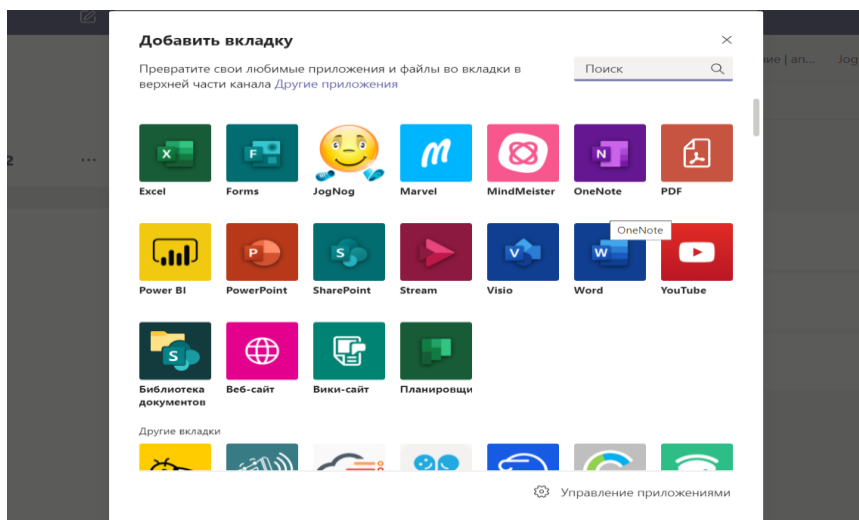 Добавить вкладку
Превратите свои любимые приложения и файлы во вкладки в
верхней части канала Другие приложения
Поиск
Excel
Forms
JogNog
Marvel
MindMeister
OneNote
PDF
OneNote
Power BI
PowerPoint
SharePoint
Stream
Visio
Word
YouTube
Библиотека
документов
Веб-сайт
Вики-сайт
Планировщи
Другие вкладки
Управление приложениями
2